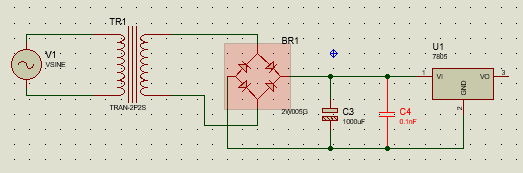 TR1
V1
VSINE
TRAN-2P2S
BR1
2W005G
C3
1000uF
C4
0.1nF
U1
7805
1
VI
VO
3
GND
2